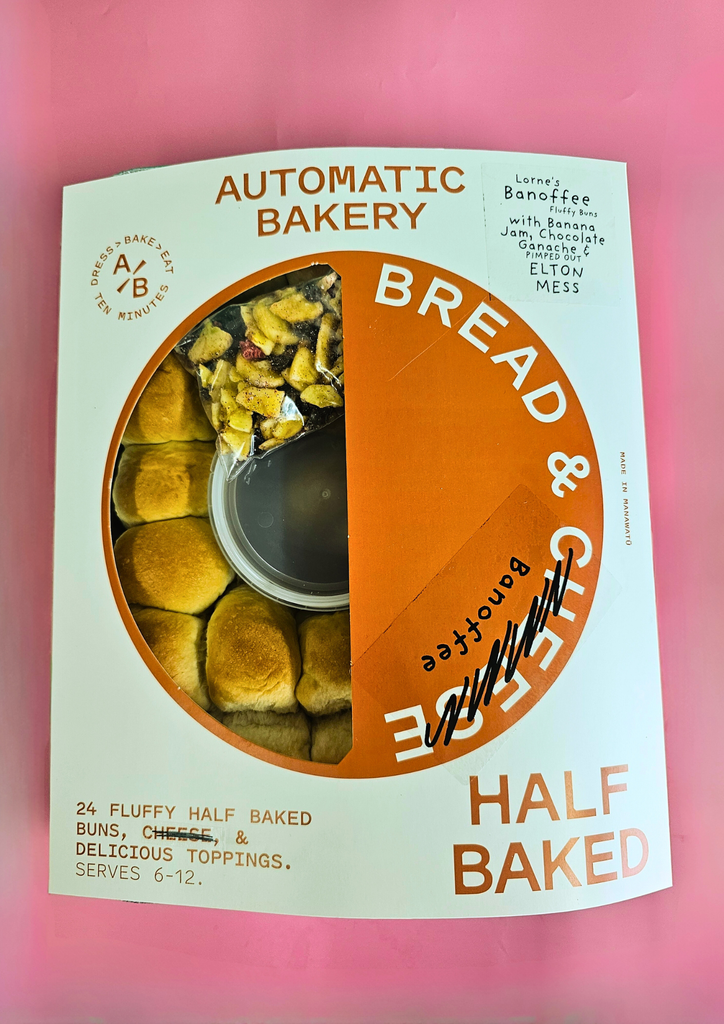 AUTOMATIC
BAKERY
Lorne's
Banoffee
Fluffy Buns
with Banana
Jam, Chocolate
Ganache &
PIMPED OUT
ELTON
MESS
DRESS > BAKE > EAT
A/B
TEN MINUTES
BREAD & CHEESE
Banoffee
MADE IN MANAWATŪ
24 FLUFFY HALF BAKED
BUNS, CHEESE, &
DELICIOUS TOPPINGS.
SERVES 6-12.
HALF
BAKED